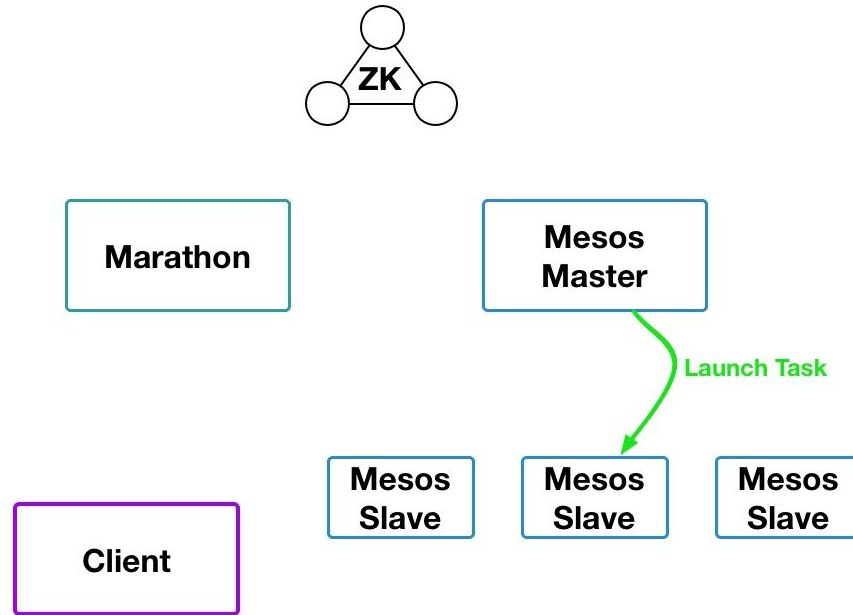 ZK
Marathon
Mesos
Master
Launch Task
Mesos
Slave
Mesos
Slave
Mesos
Slave
Client